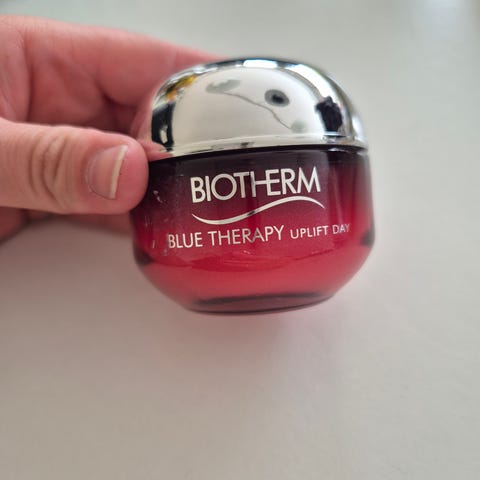 BIOTHERM
BLUE THERAPY UPLIFT DAY